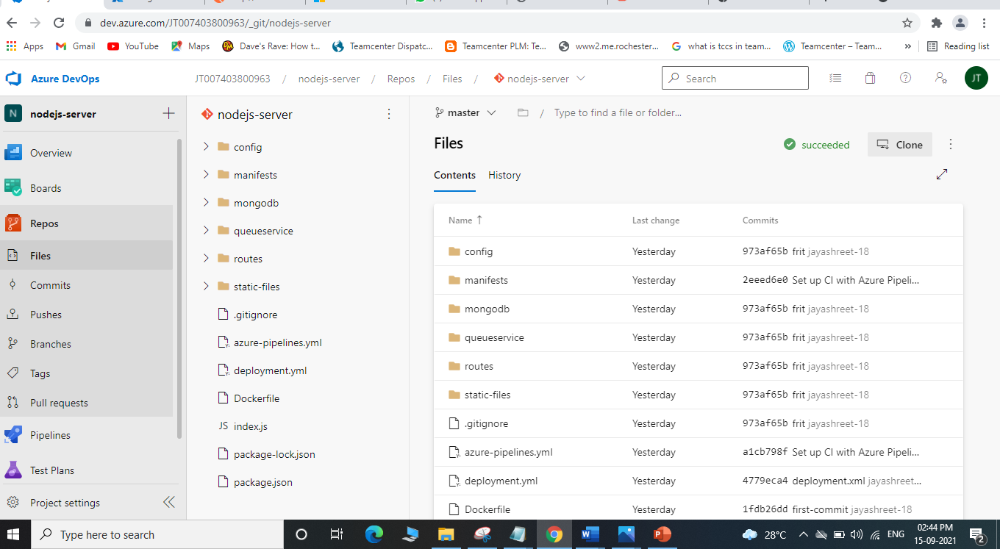 dev.azure.com/JT007403800963/_git/nodejs-server
Apps Gmail YouTube Maps Dave's Rave: How t... Teamcenter Dispatc... Teamcenter PLM: Te... www2.me.rochester... what is tccs in team... Teamcenter – Team... » Reading list
Azure DevOps JT007403800963 / nodejs-server / Repos / Files / nodejs-server Search JT
N nodejs-server
Overview
Boards
Repos
Files
Commits
Pushes
Branches
Tags
Pull requests
Pipelines
Test Plans
Project settings
nodejs-server
config
manifests
mongodb
queueservice
routes
static-files
.gitignore
azure-pipelines.yml
deployment.yml
Dockerfile
JS index.js
package-lock.json
package.json
master / Type to find a file or folder...
Files succeeded Clone
Contents History
Name ↑ Last change Commits
config Yesterday 973af65b frit jayashreet-18
manifests Yesterday 2eeed6e0 Set up CI with Azure Pipeli...
mongodb Yesterday 973af65b frit jayashreet-18
queueservice Yesterday 973af65b frit jayashreet-18
routes Yesterday 973af65b frit jayashreet-18
static-files Yesterday 973af65b frit jayashreet-18
.gitignore Yesterday 973af65b frit jayashreet-18
azure-pipelines.yml Yesterday a1cb798f Set up CI with Azure Pipeli...
deployment.yml Yesterday 4779eca4 deployment.xml jayashreet...
Dockerfile Yesterday 1fdb26dd first-commit jayashreet-18
Type here to search 28°C ENG 02:44 PM
15-09-2021 2